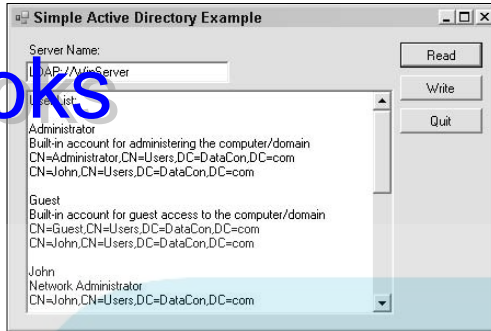 Simple Active Directory Example
Server Name:
LDAP://WinServer
User List:
Administrator
Built-in account for administering the computer/domain
CN=Administrator,CN=Users,DC=DataCon,DC=com
CN=John,CN=Users,DC=DataCon,DC=com
Guest
Built-in account for guest access to the computer/domain
CN=Guest,CN=Users,DC=DataCon,DC=com
CN=John,CN=Users,DC=DataCon,DC=com
John
Network Administrator
CN=John,CN=Users,DC=DataCon,DC=com
Read
Write
Quit
oks